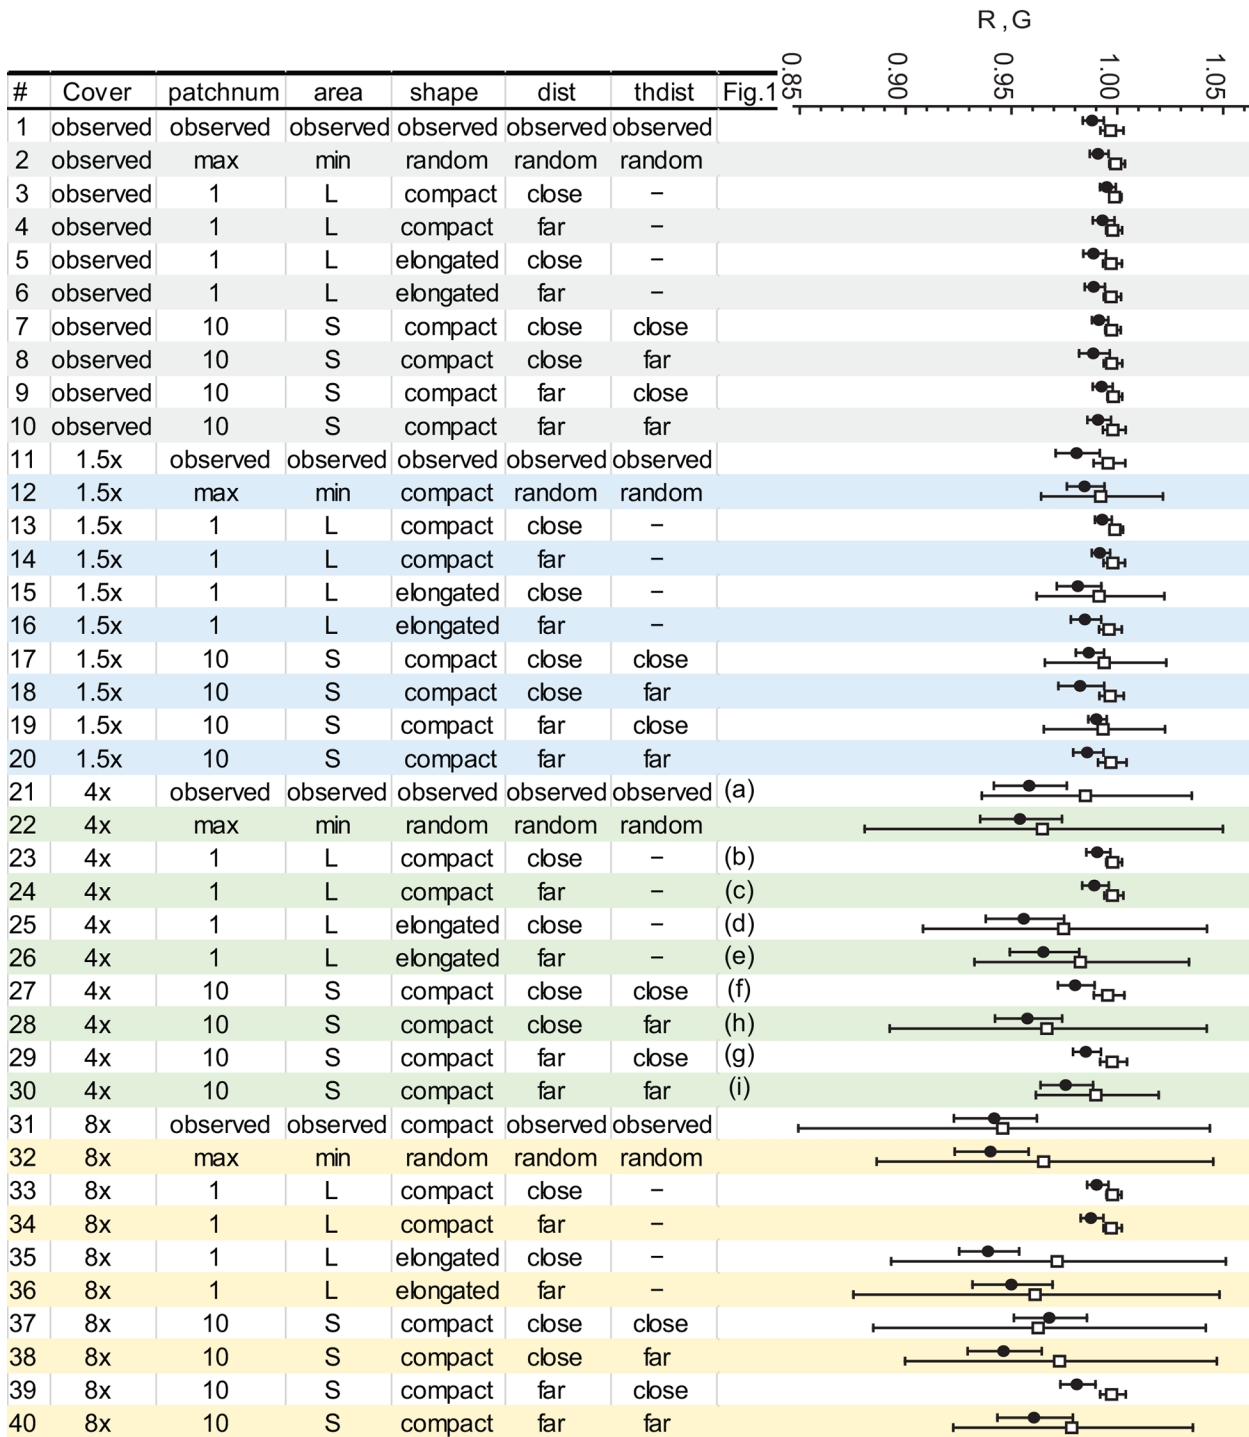 R ,G
0.85 0.90 0.95 1.00 1.05
# Cover patchnum area shape dist thdist Fig.1
1 observed observed observed observed observed observed
2 observed max min random random random
3 observed 1 L compact close –
4 observed 1 L compact far –
5 observed 1 L elongated close –
6 observed 1 L elongated far –
7 observed 10 S compact close close
8 observed 10 S compact close far
9 observed 10 S compact far close
10 observed 10 S compact far far
11 1.5x observed observed observed observed observed
12 1.5x max min compact random random
13 1.5x 1 L compact close –
14 1.5x 1 L compact far –
15 1.5x 1 L elongated close –
16 1.5x 1 L elongated far –
17 1.5x 10 S compact close close
18 1.5x 10 S compact close far
19 1.5x 10 S compact far close
20 1.5x 10 S compact far far
21 4x observed observed observed observed observed (a)
22 4x max min random random random
23 4x 1 L compact close – (b)
24 4x 1 L compact far – (c)
25 4x 1 L elongated close – (d)
26 4x 1 L elongated far – (e)
27 4x 10 S compact close close (f)
28 4x 10 S compact close far (h)
29 4x 10 S compact far close (g)
30 4x 10 S compact far far (i)
31 8x observed observed compact observed observed
32 8x max min random random random
33 8x 1 L compact close –
34 8x 1 L compact far –
35 8x 1 L elongated close –
36 8x 1 L elongated far –
37 8x 10 S compact close close
38 8x 10 S compact close far
39 8x 10 S compact far close
40 8x 10 S compact far far